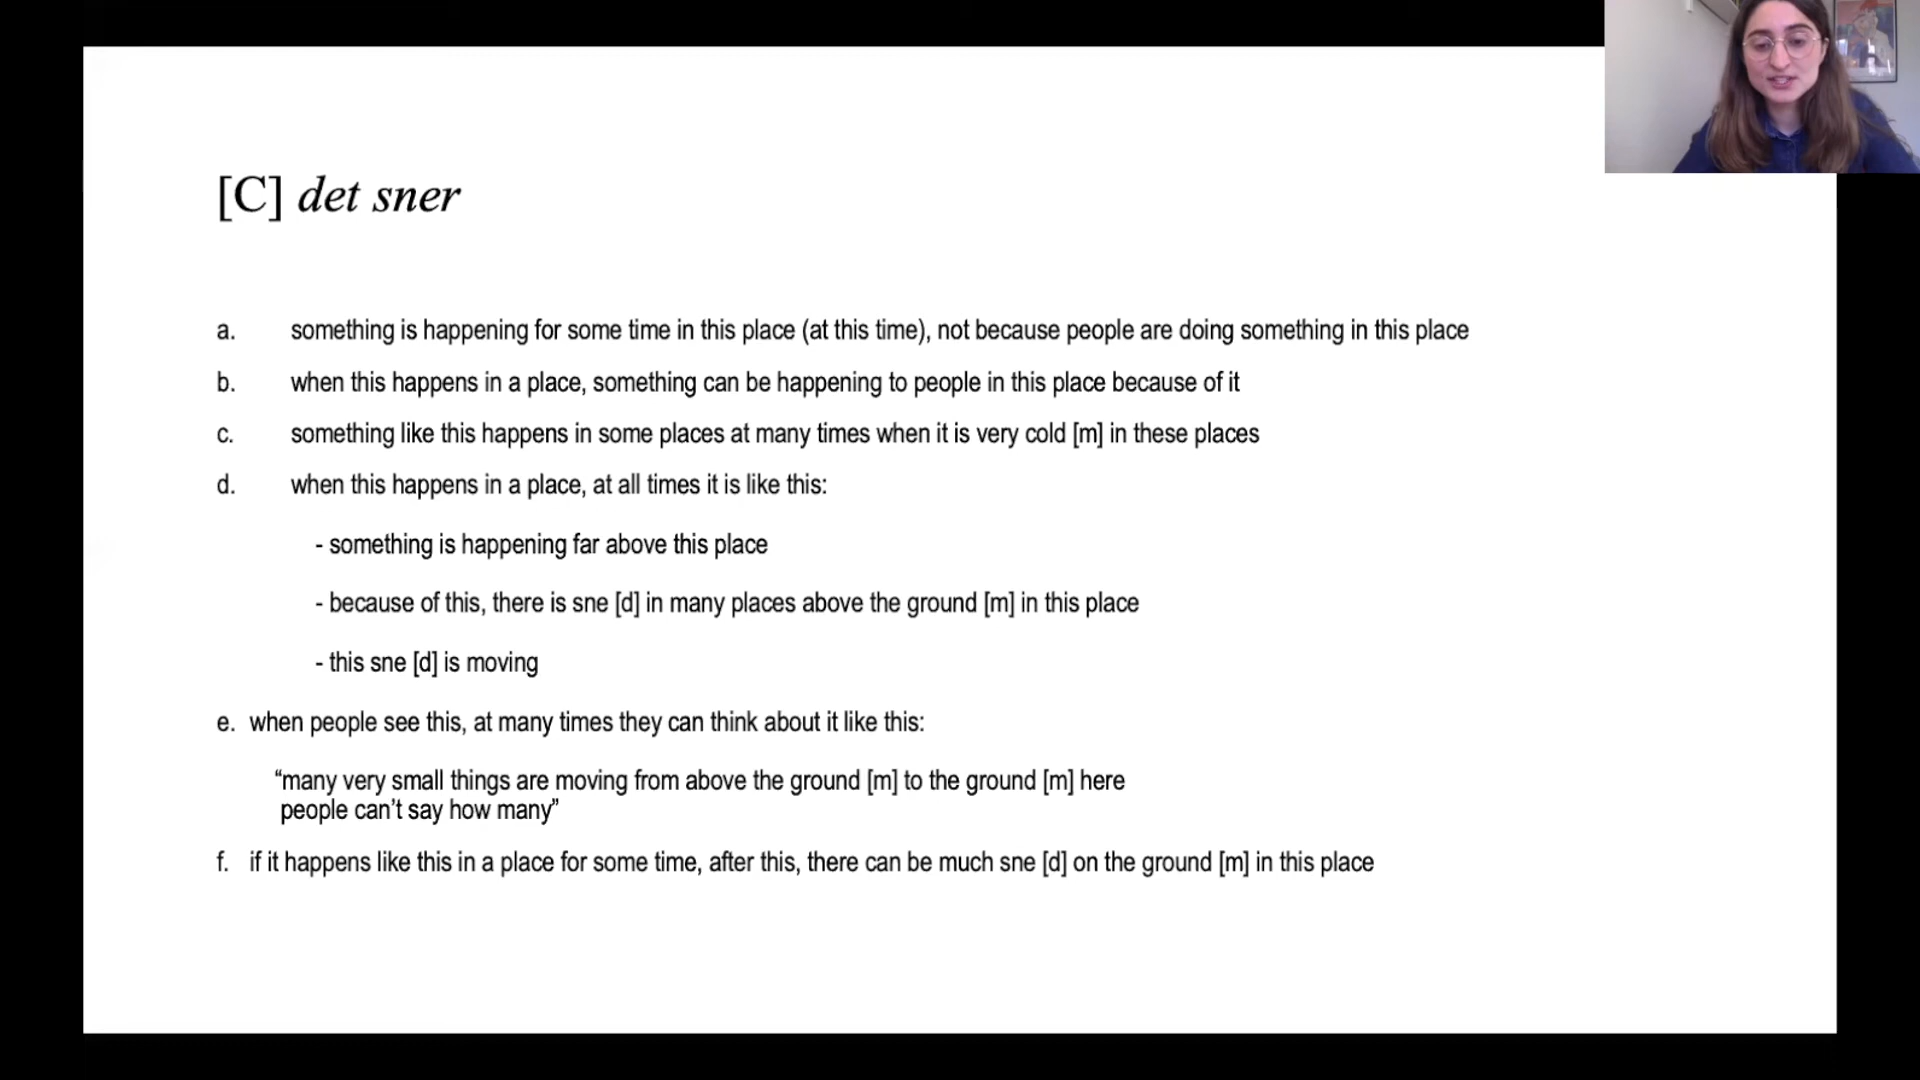 [C] det sner
a. something is happening for some time in this place (at this time), not because people are doing something in this place
b. when this happens in a place, something can be happening to people in this place because of it
c. something like this happens in some places at many times when it is very cold [m] in these places
d. when this happens in a place, at all times it is like this:
- something is happening far above this place
- because of this, there is sne [d] in many places above the ground [m] in this place
- this sne [d] is moving
e. when people see this, at many times they can think about it like this:
“many very small things are moving from above the ground [m] to the ground [m] here
people can’t say how many”
f. if it happens like this in a place for some time, after this, there can be much sne [d] on the ground [m] in this place